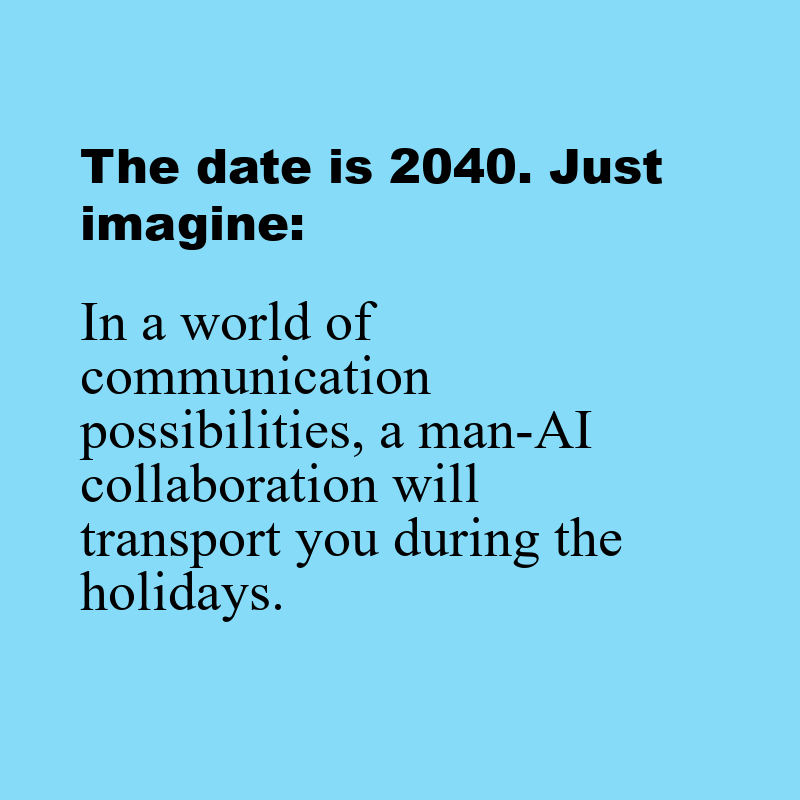 The date is 2040. Just
imagine:
In a world of
communication
possibilities, a man-AI
collaboration will
transport you during the
holidays.